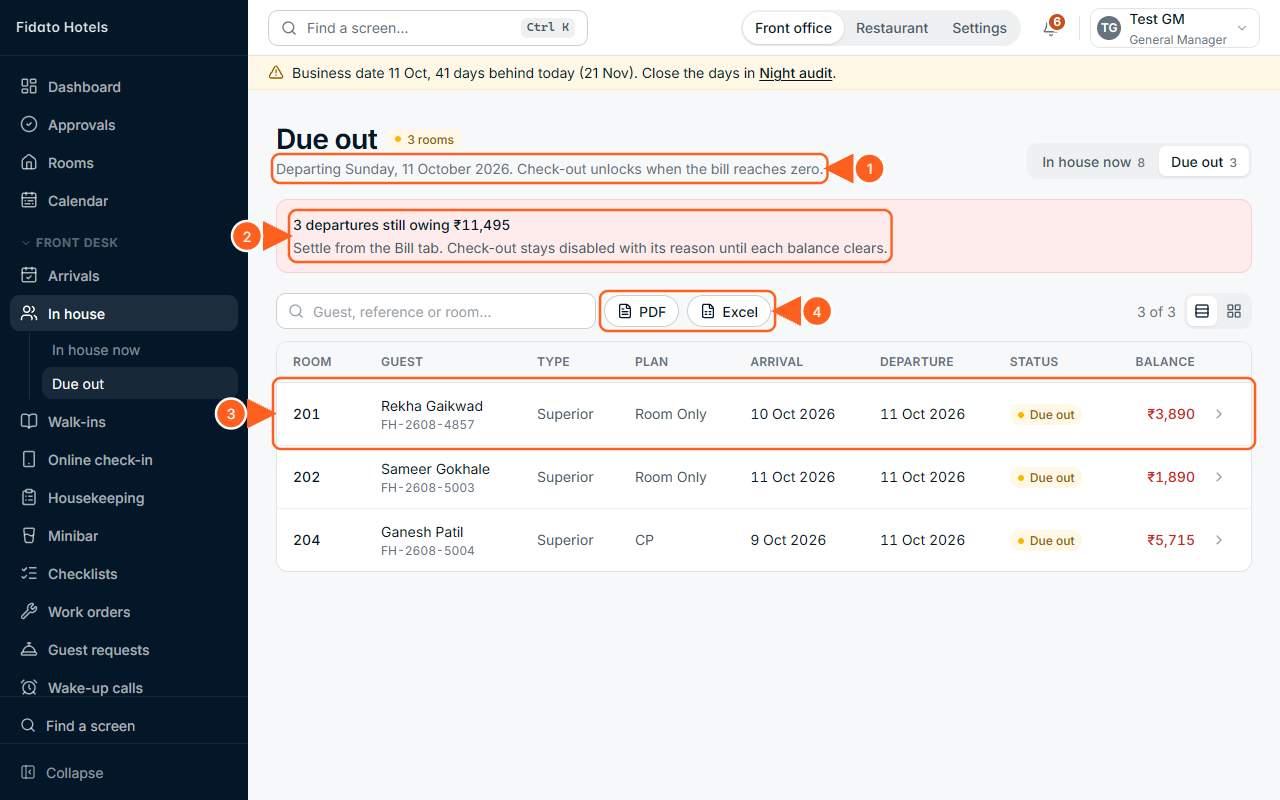 Fidato Hotels
Find a screen...
Ctrl K
Front office
Restaurant
Settings
6
TG
Test GM
General Manager
Business date 11 Oct, 41 days behind today (21 Nov). Close the days in Night audit.
Dashboard
Approvals
Rooms
Calendar
FRONT DESK
Arrivals
In house
In house now
Due out
Walk-ins
Online check-in
Housekeeping
Minibar
Checklists
Work orders
Guest requests
Wake-up calls
Find a screen
Collapse
Due out
3 rooms
Departing Sunday, 11 October 2026. Check-out unlocks when the bill reaches zero.
1
In house now 8
Due out 3
2
3 departures still owing ₹11,495
Settle from the Bill tab. Check-out stays disabled with its reason until each balance clears.
Guest, reference or room...
PDF
Excel
4
3 of 3
ROOM GUEST TYPE PLAN ARRIVAL DEPARTURE STATUS BALANCE
3
201 Rekha Gaikwad Superior Room Only 10 Oct 2026 11 Oct 2026 Due out ₹3,890
FH-2608-4857
202 Sameer Gokhale Superior Room Only 11 Oct 2026 11 Oct 2026 Due out ₹1,890
FH-2608-5003
204 Ganesh Patil Superior CP 9 Oct 2026 11 Oct 2026 Due out ₹5,715
FH-2608-5004